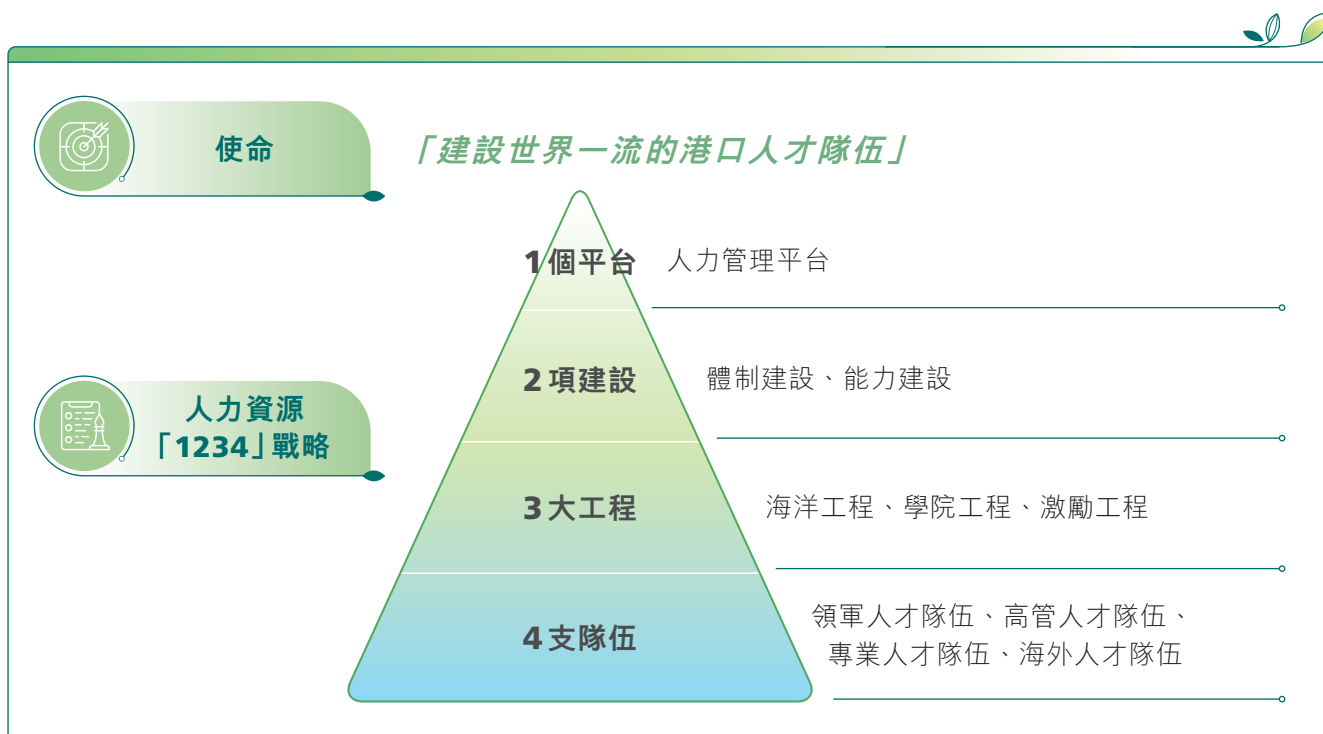 使命
「建設世界一流的港口人才隊伍」
1個平台
人力管理平台
2項建設
體制建設、能力建設
人力資源
「1234」戰略
3大工程
海洋工程、學院工程、激勵工程
4支隊伍
領軍人才隊伍、高管人才隊伍、
專業人才隊伍、海外人才隊伍